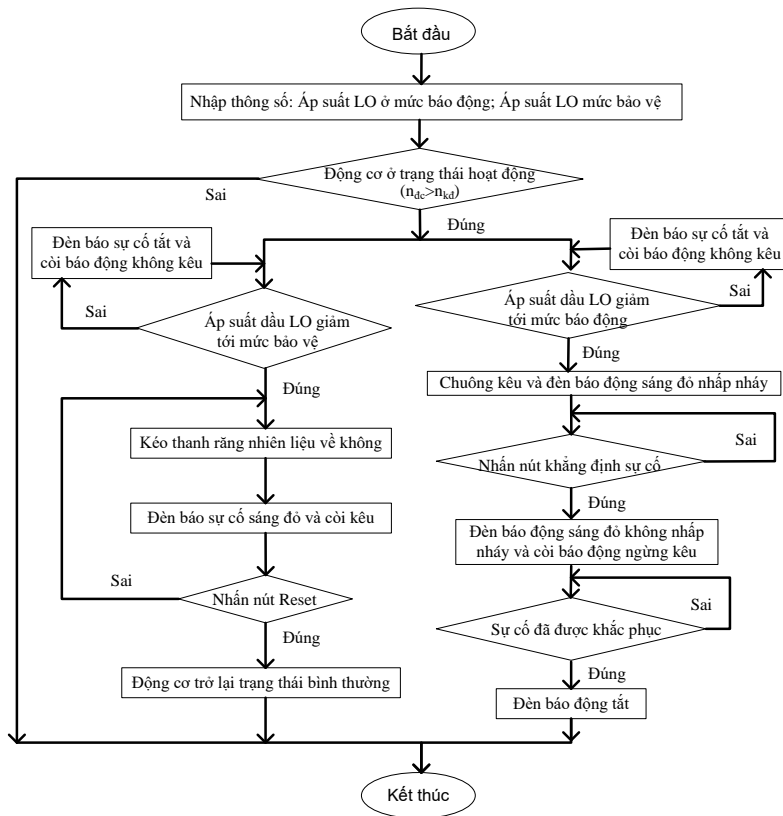 Bắt đầu
Nhập thông số: Áp suất LO ở mức báo động; Áp suất LO mức bảo vệ
Động cơ ở trạng thái hoạt động
(nđc>nkđ)
Sai
Đúng
Đèn báo sự cố tắt và
còi báo động không kêu
Sai
Áp suất dầu LO giảm
tới mức bảo vệ
Đúng
Kéo thanh răng nhiên liệu về không
Đèn báo sự cố sáng đỏ và còi kêu
Sai
Nhấn nút Reset
Đúng
Động cơ trở lại trạng thái bình thường
Đèn báo sự cố tắt và
còi báo động không kêu
Sai
Áp suất dầu LO giảm
tới mức báo động
Đúng
Chuông kêu và đèn báo động sáng đỏ nhấp nháy
Sai
Nhấn nút khẳng định sự cố
Đúng
Đèn báo động sáng đỏ không nhấp
nháy và còi báo động ngừng kêu
Sai
Sự cố đã được khắc phục
Đúng
Đèn báo động tắt
Kết thúc